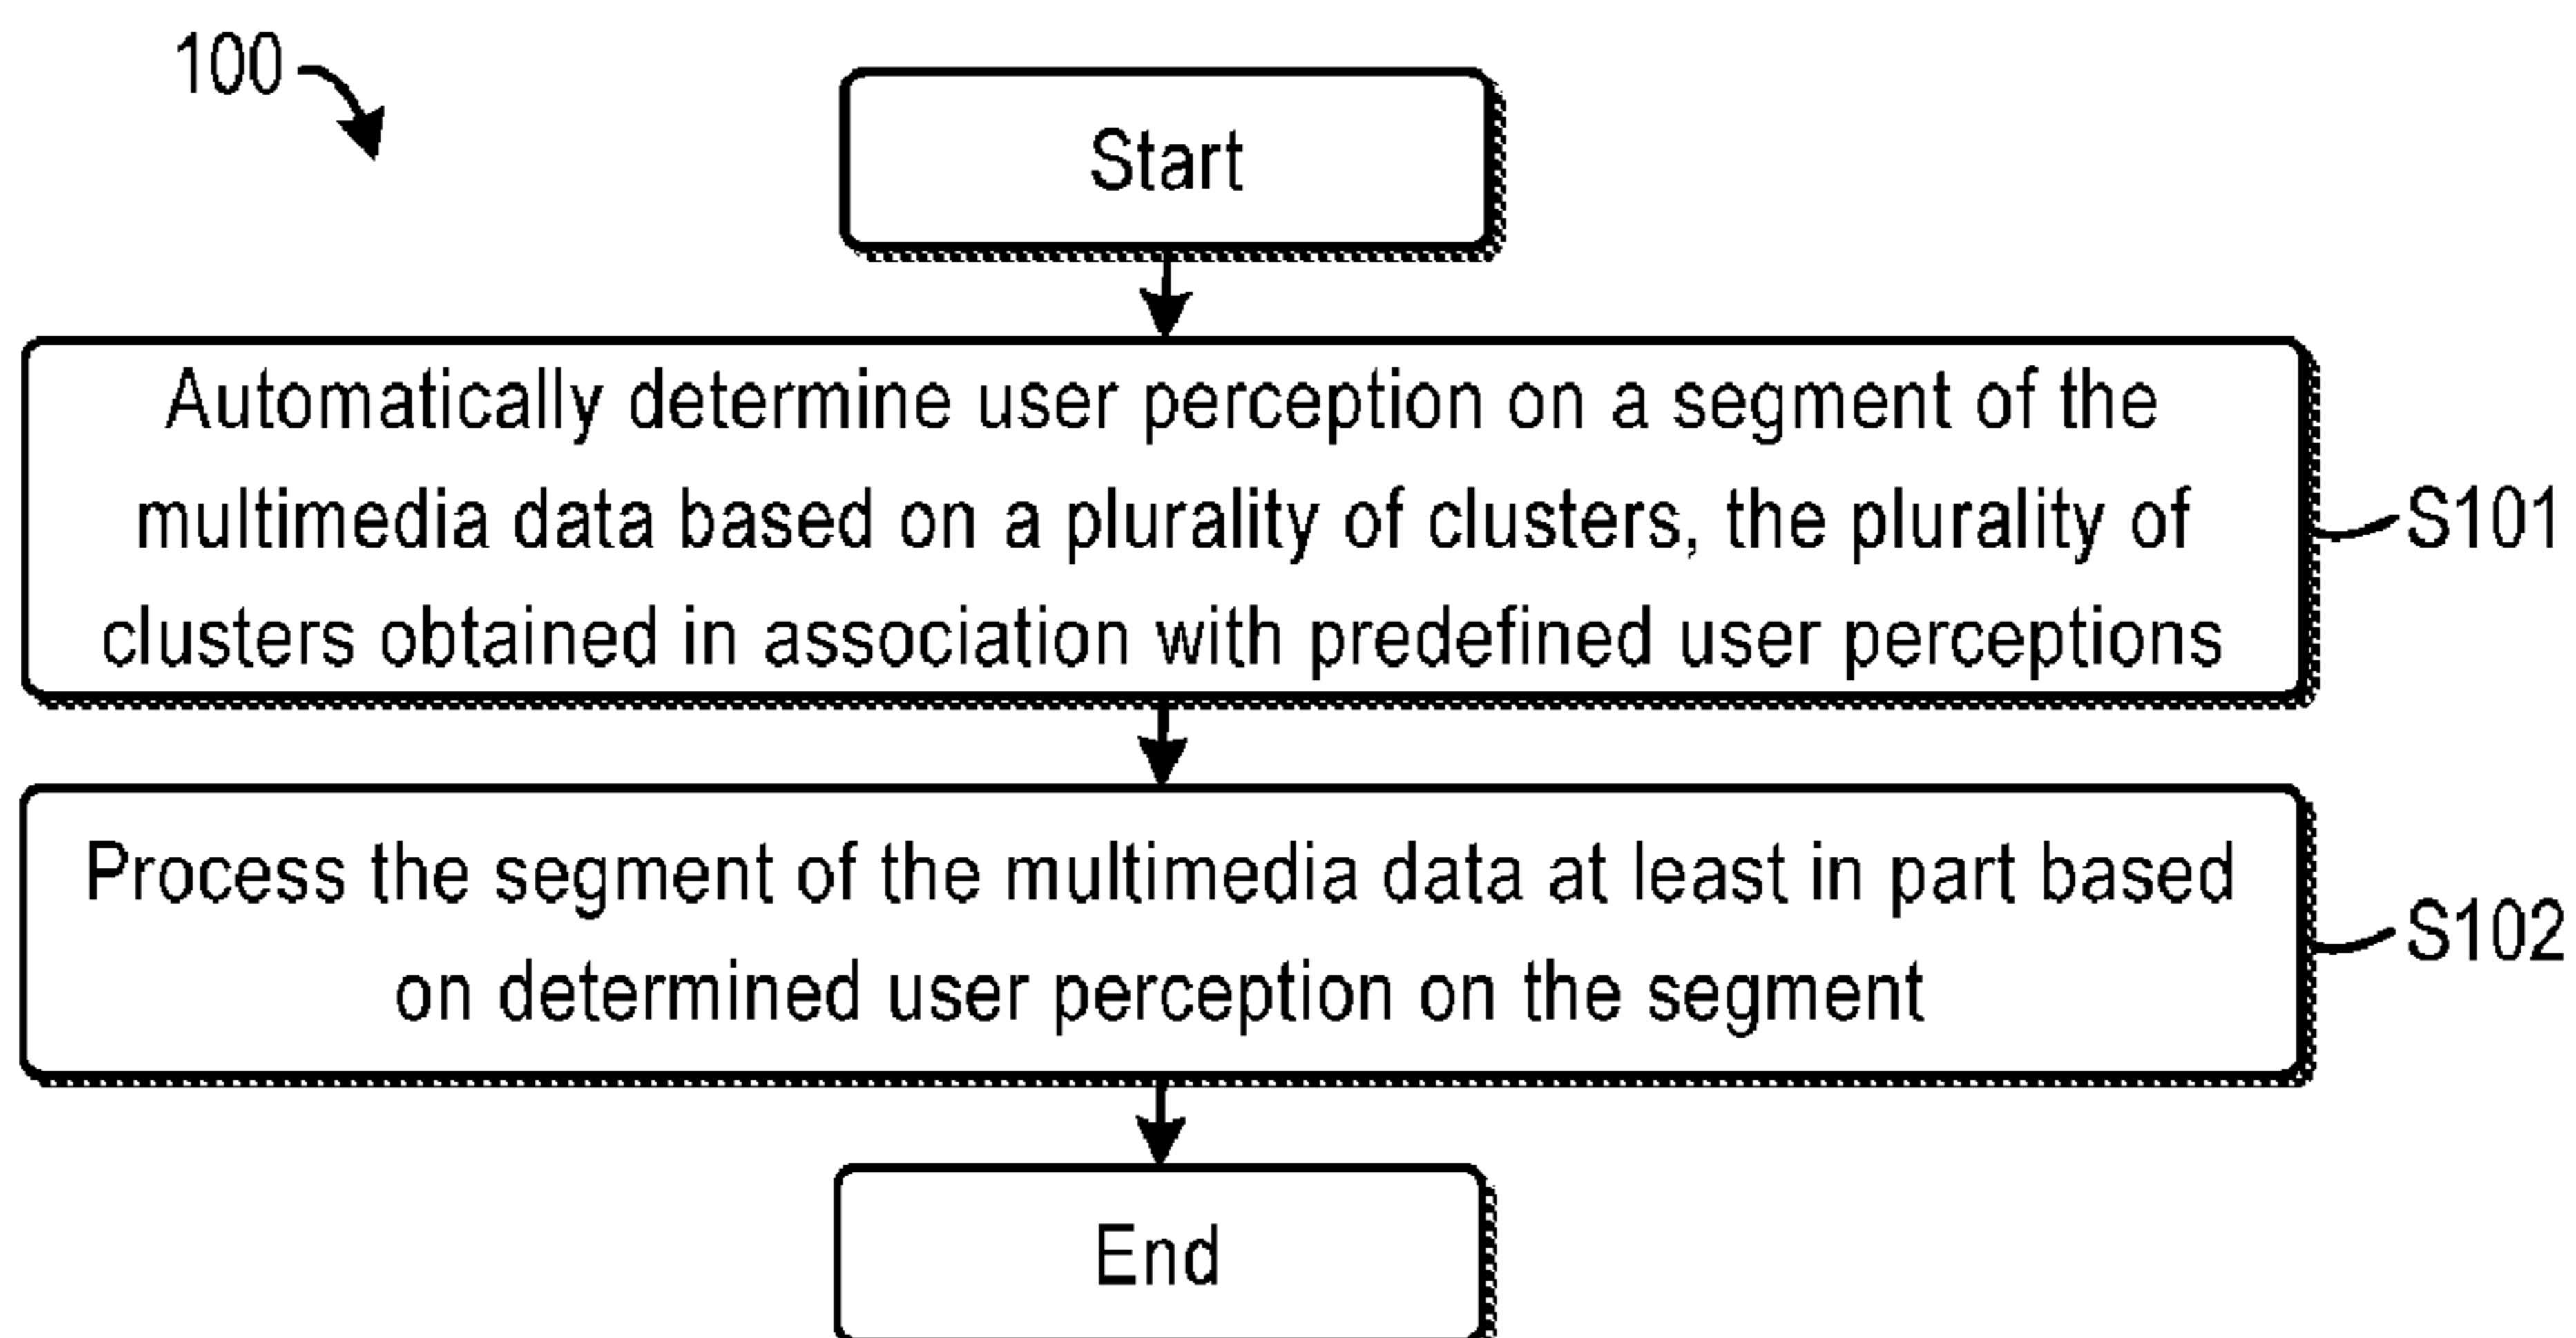 100
Start
Automatically determine user perception on a segment of the
multimedia data based on a plurality of clusters, the plurality of
clusters obtained in association with predefined user perceptions
S101
Process the segment of the multimedia data at least in part based
on determined user perception on the segment
S102
End